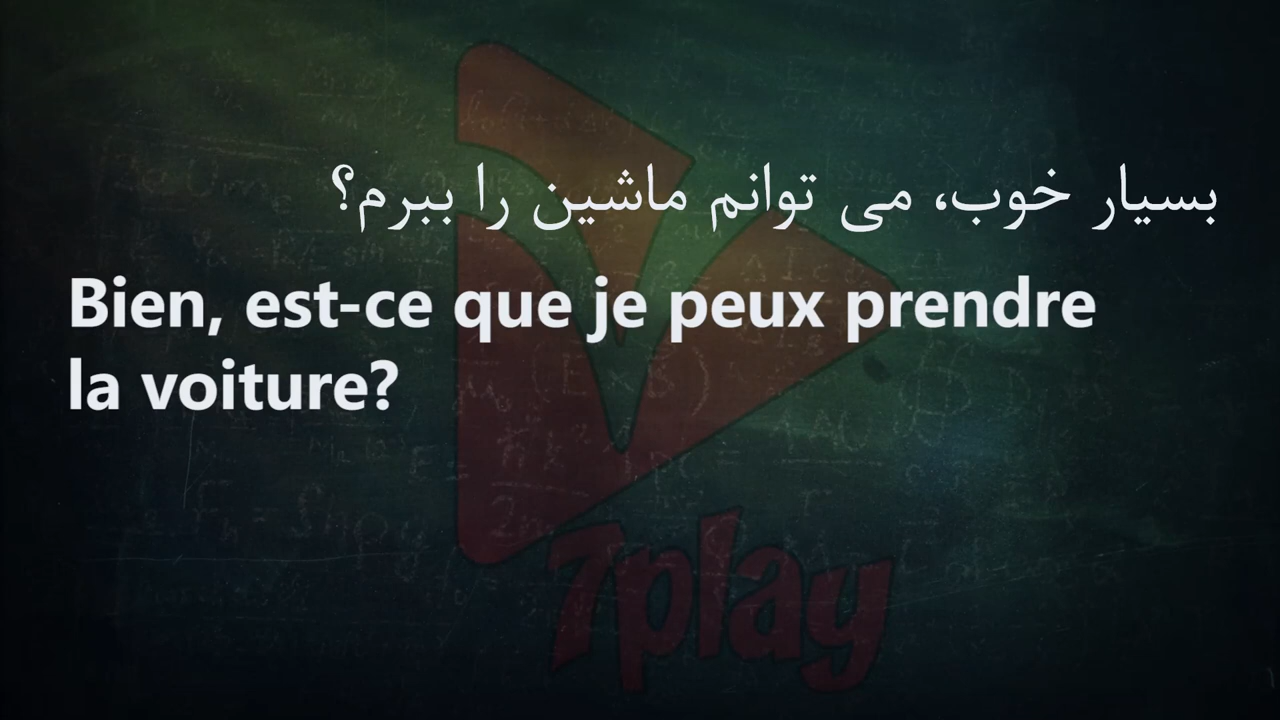 بسیار خوب، می توانم ماشین را ببرم؟
Bien, est-ce que je peux prendre
la voiture?
7play